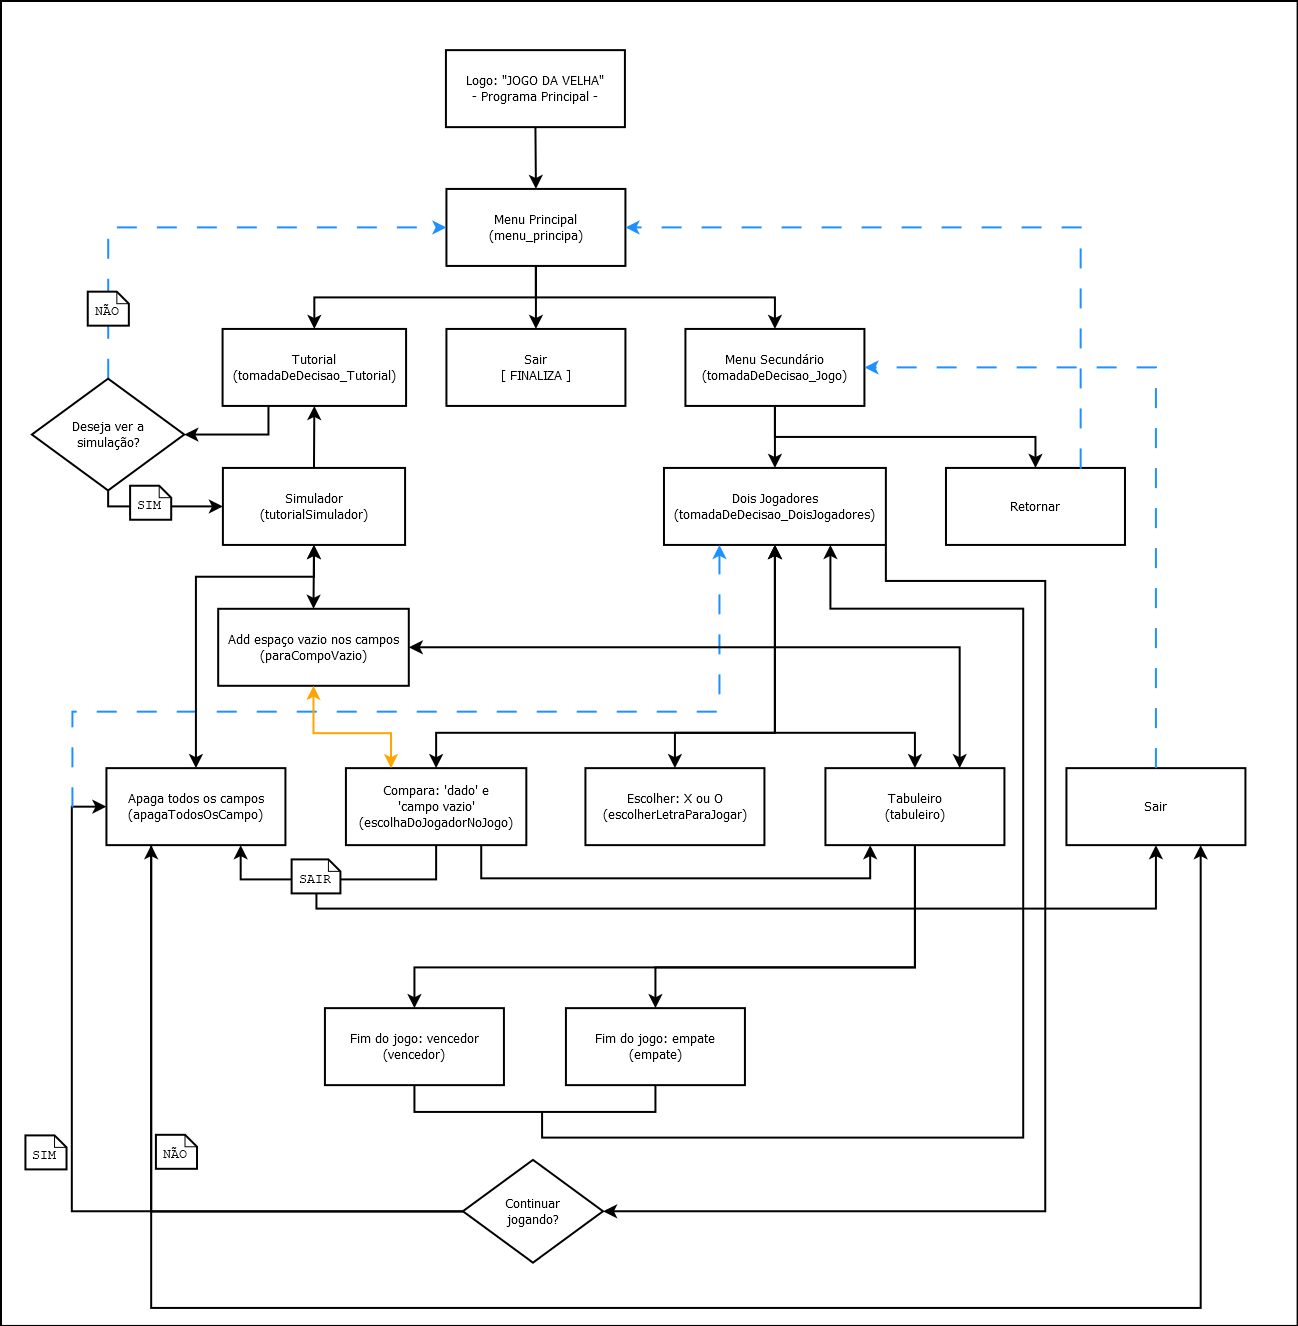 Logo: "JOGO DA VELHA"
- Programa Principal -
Menu Principal
(menu_principa)
NÃO
Tutorial
(tomadaDeDecisao_Tutorial)
Sair
[ FINALIZA ]
Menu Secundário
(tomadaDeDecisao_Jogo)
Deseja ver a
simulação?
SIM
Simulador
(tutorialSimulador)
Dois Jogadores
(tomadaDeDecisao_DoisJogadores)
Retornar
Add espaço vazio nos campos
(paraCompoVazio)
Apaga todos os campos
(apagaTodosOsCampo)
Compara: 'dado' e
'campo vazio'
(escolhaDoJogadorNoJogo)
Escolher: X ou O
(escolherLetraParaJogar)
Tabuleiro
(tabuleiro)
Sair
SAIR
Fim do jogo: vencedor
(vencedor)
Fim do jogo: empate
(empate)
SIM
NÃO
Continuar
jogando?